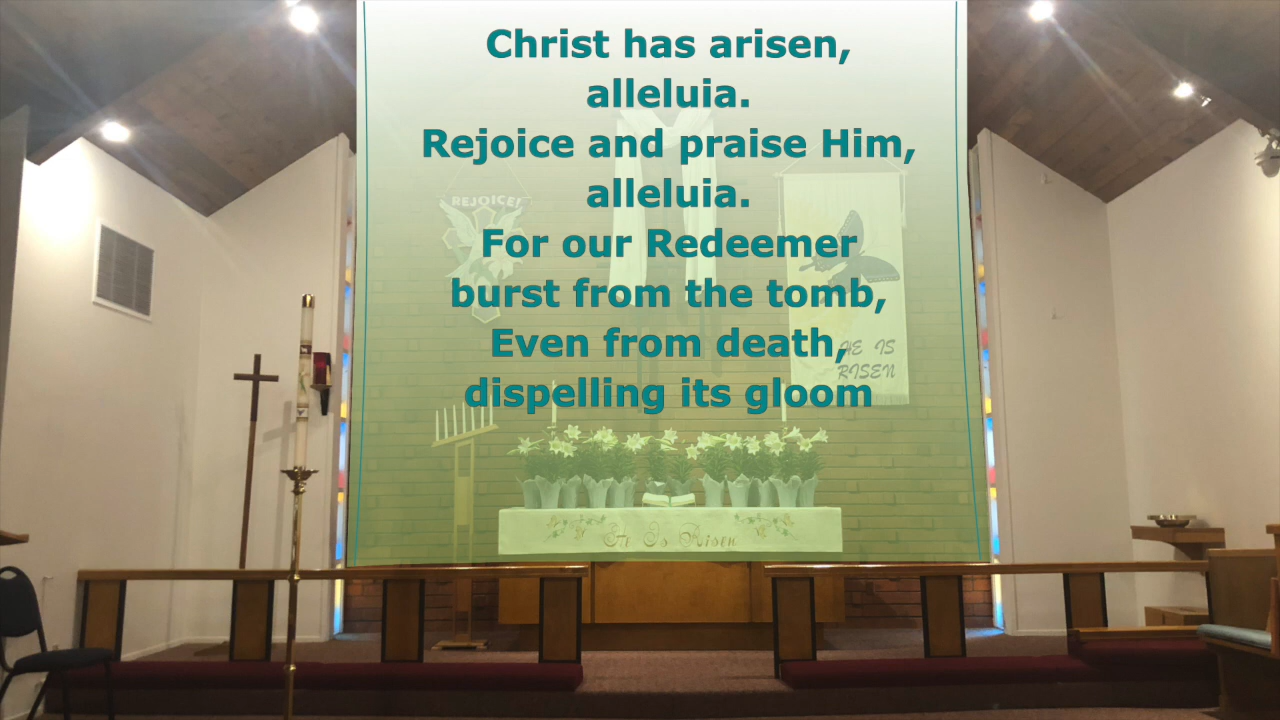 Christ has arisen,
alleluia.
Rejoice and praise Him,
alleluia.
For our Redeemer
burst from the tomb,
Even from death,
dispelling its gloom
REJOICE!
HE IS
RISEN
He Is Risen